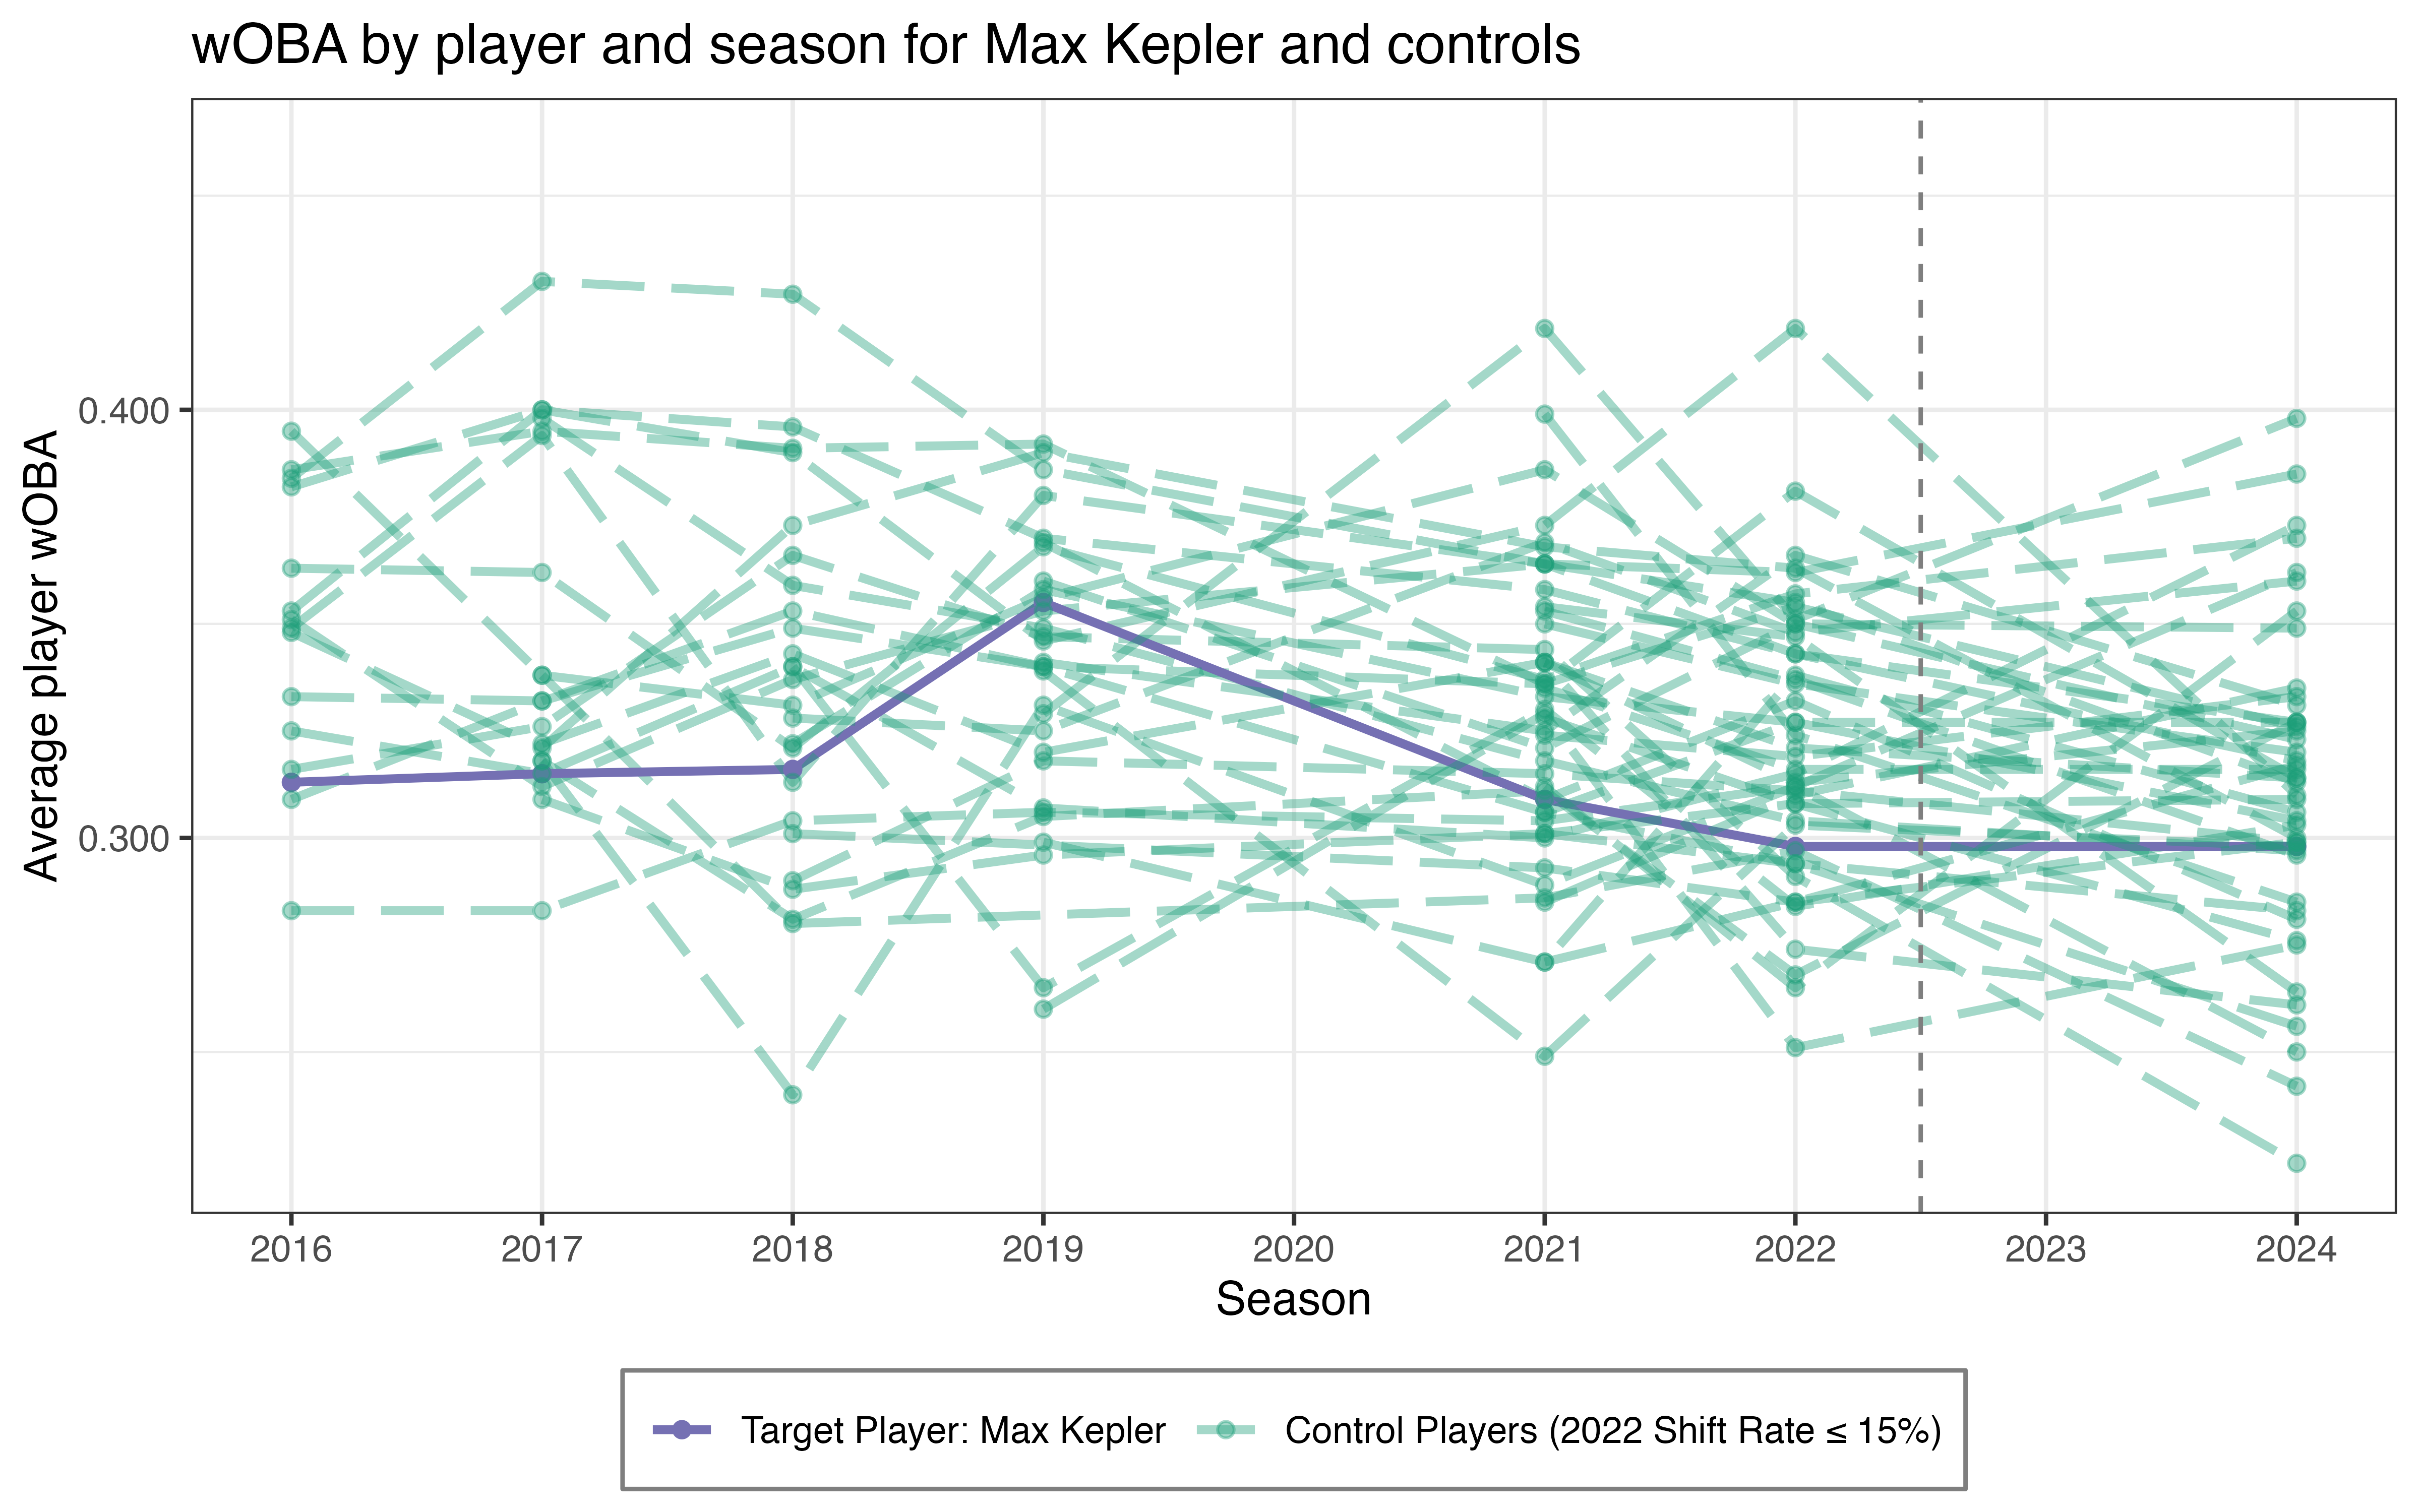 wOBA by player and season for Max Kepler and controls
Average player wOBA
0.400
0.300
2016 2017 2018 2019 2020 2021 2022 2023 2024
Season
Target Player: Max Kepler Control Players (2022 Shift Rate ≤ 15%)